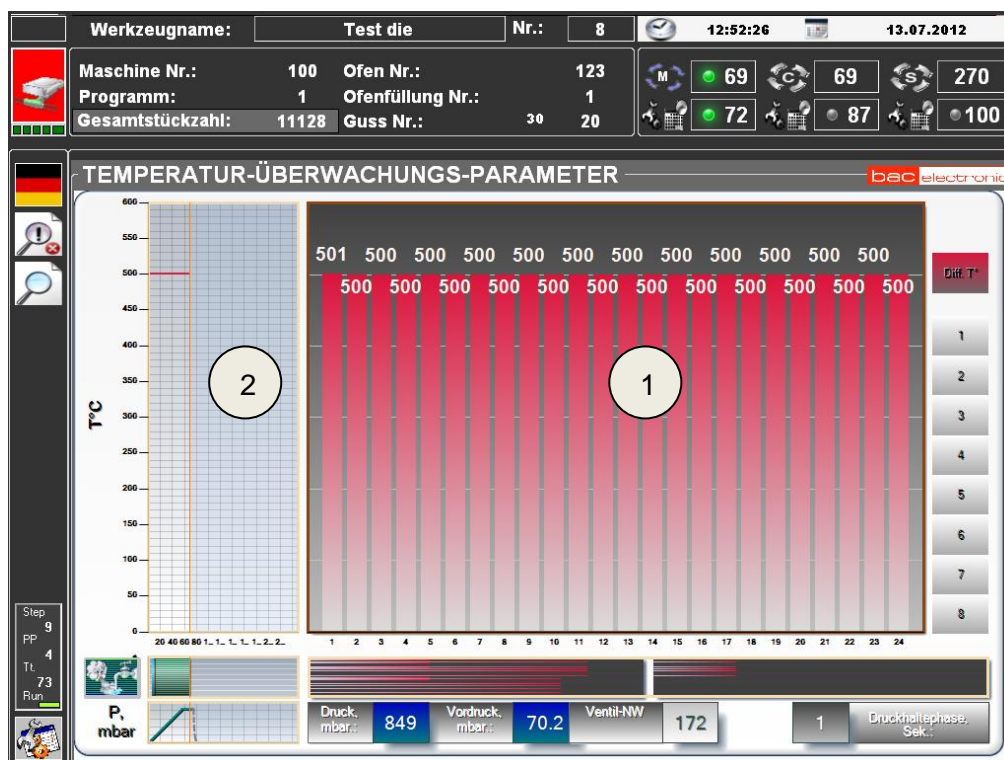 Werkzeugname: Test die Nr.: 8 12:52:26 13.07.2012
Maschine Nr.: 100 Ofen Nr.: 123 M 69 C 69 S 270
Programm: 1 Ofenfüllung Nr.: 1
Gesamtstückzahl: 11128 Guss Nr.: 30 20 72 87 100
TEMPERATUR-ÜBERWACHUNGS-PARAMETER bac electronic
600
550
501 500 500 500 500 500 500 500 500 500 500 500
500 Diff. T°
500 500 500 500 500 500 500 500 500 500 500 500
450
400 1
350 2
2 1
T°C
300 3
250 4
200 5
150 6
100 7
50 8
0
20 40 60 80 1... 1... 1... 1... 1... 2... 2...
1 2 3 4 5 6 7 8 9 10 11 12 13 14 15 16 17 18 19 20 21 22 23 24
Step
9
PP
4
Tt.
73
Run
P, mbar
Druck, mbar.: 849 Vordruck, mbar.: 70.2 Ventil-NW 172 1 Druckhaltephase, Sek.: